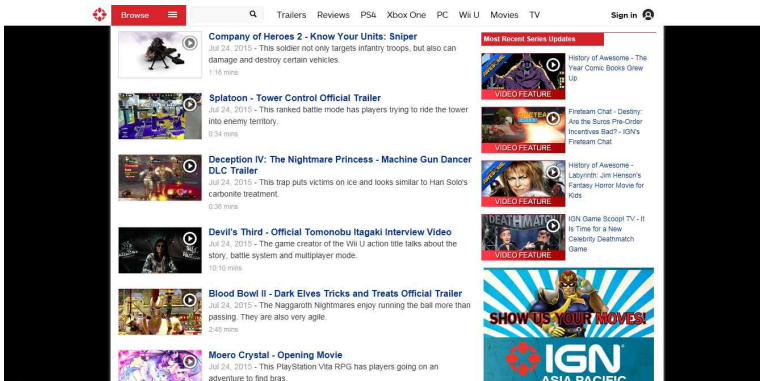 Browse
Trailers Reviews PS4 Xbox One PC Wii U Movies TV
Sign in
Company of Heroes 2 - Know Your Units: Sniper
Jul 24, 2015 - This soldier not only targets infantry troops, but also can
damage and destroy certain vehicles.
1:16 mins
Splatoon - Tower Control Official Trailer
Jul 24, 2015 - This ranked battle mode has players trying to ride the tower
into enemy territory.
0:34 mins
Deception IV: The Nightmare Princess - Machine Gun Dancer
DLC Trailer
Jul 24, 2015 - This trap puts victims on ice and looks similar to Han Solo's
carbonite treatment.
0:36 mins
Devil's Third - Official Tomonobu Itagaki Interview Video
Jul 24, 2015 - The game creator of the Wii U action title talks about the
story, battle system and multiplayer mode.
10:10 mins
Blood Bowl II - Dark Elves Tricks and Treats Official Trailer
Jul 24, 2015 - The Naggaroth Nightmares enjoy running the ball more than
passing. They are also very agile.
2:45 mins
Moero Crystal - Opening Movie
Jul 24, 2015 - This PlayStation Vita RPG has players going on an
adventure to find bras.
Most Recent Series Updates
VIDEO FEATURE
History of Awesome - The
Year Comic Books Grew
Up
VIDEO FEATURE
Fireteam Chat - Destiny:
Are the Suros Pre-Order
Incentives Bad? - IGN's
Fireteam Chat
VIDEO FEATURE
History of Awesome -
Labyrinth: Jim Henson's
Fantasy Horror Movie for
Kids
DEATHMATCH
VIDEO FEATURE
IGN Game Scoop! TV - It
Is Time for a New
Celebrity Deathmatch
Game
SHOW US YOUR MOVES!
IGN
ASIA PACIFIC